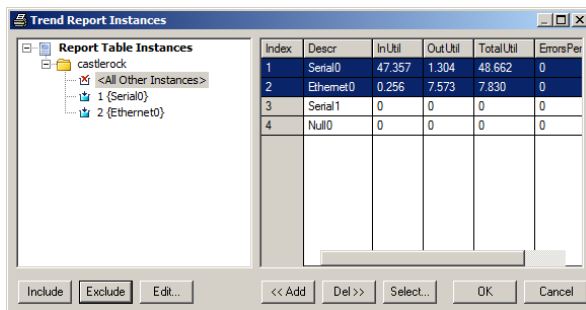 Trend Report Instances
Report Table Instances
castlerock
<All Other Instances>
1 {Serial0}
2 {Ethernet0}
Index Descr InUtil OutUtil TotalUtil ErrorsPer
1 Serial0 47.357 1.304 48.662 0
2 Ethernet0 0.256 7.573 7.830 0
3 Serial1 0 0 0 0
4 Null0 0 0 0 0
Include Exclude Edit... << Add Del >> Select... OK Cancel